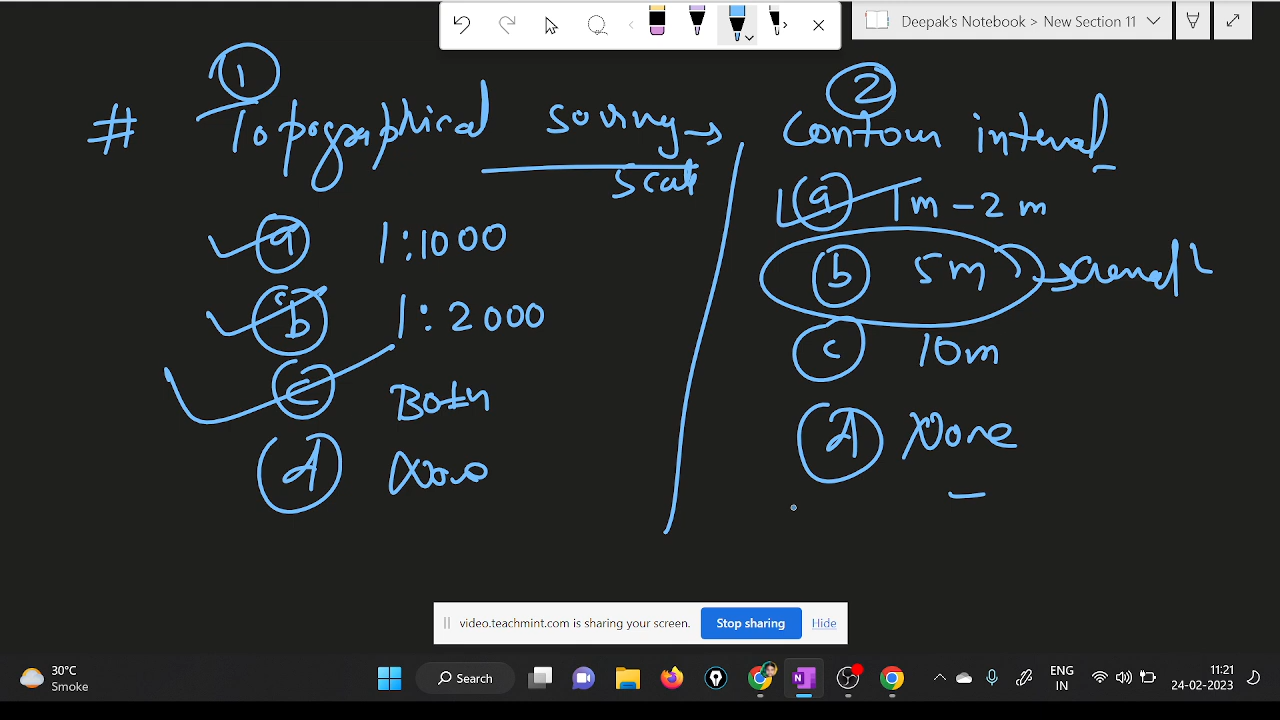 Deepak's Notebook > New Section 11
1
# Topographical survey →
scale
a 1:1000
b 1:2000
c Both
d None
2
contour interval
a 1m - 2m
b 5m
c 10m
d None
video.teachmint.com is sharing your screen. Stop sharing Hide
30°C
Smoke
Search
ENG
IN
11:21
24-02-2023